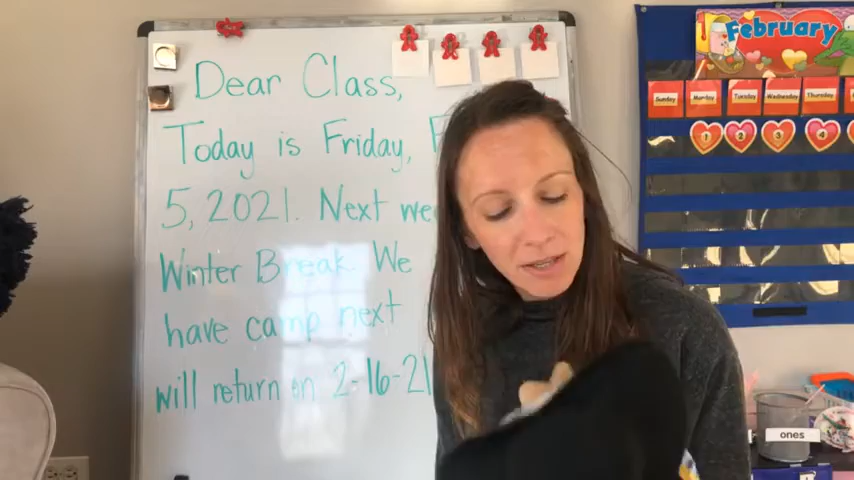 Dear Class,
Today is Friday, F
5, 2021. Next we
Winter Break. We
have camp next
will return on 2-16-21
February
Sunday Monday Tuesday Wednesday Thursday
1 2 3 4
ones